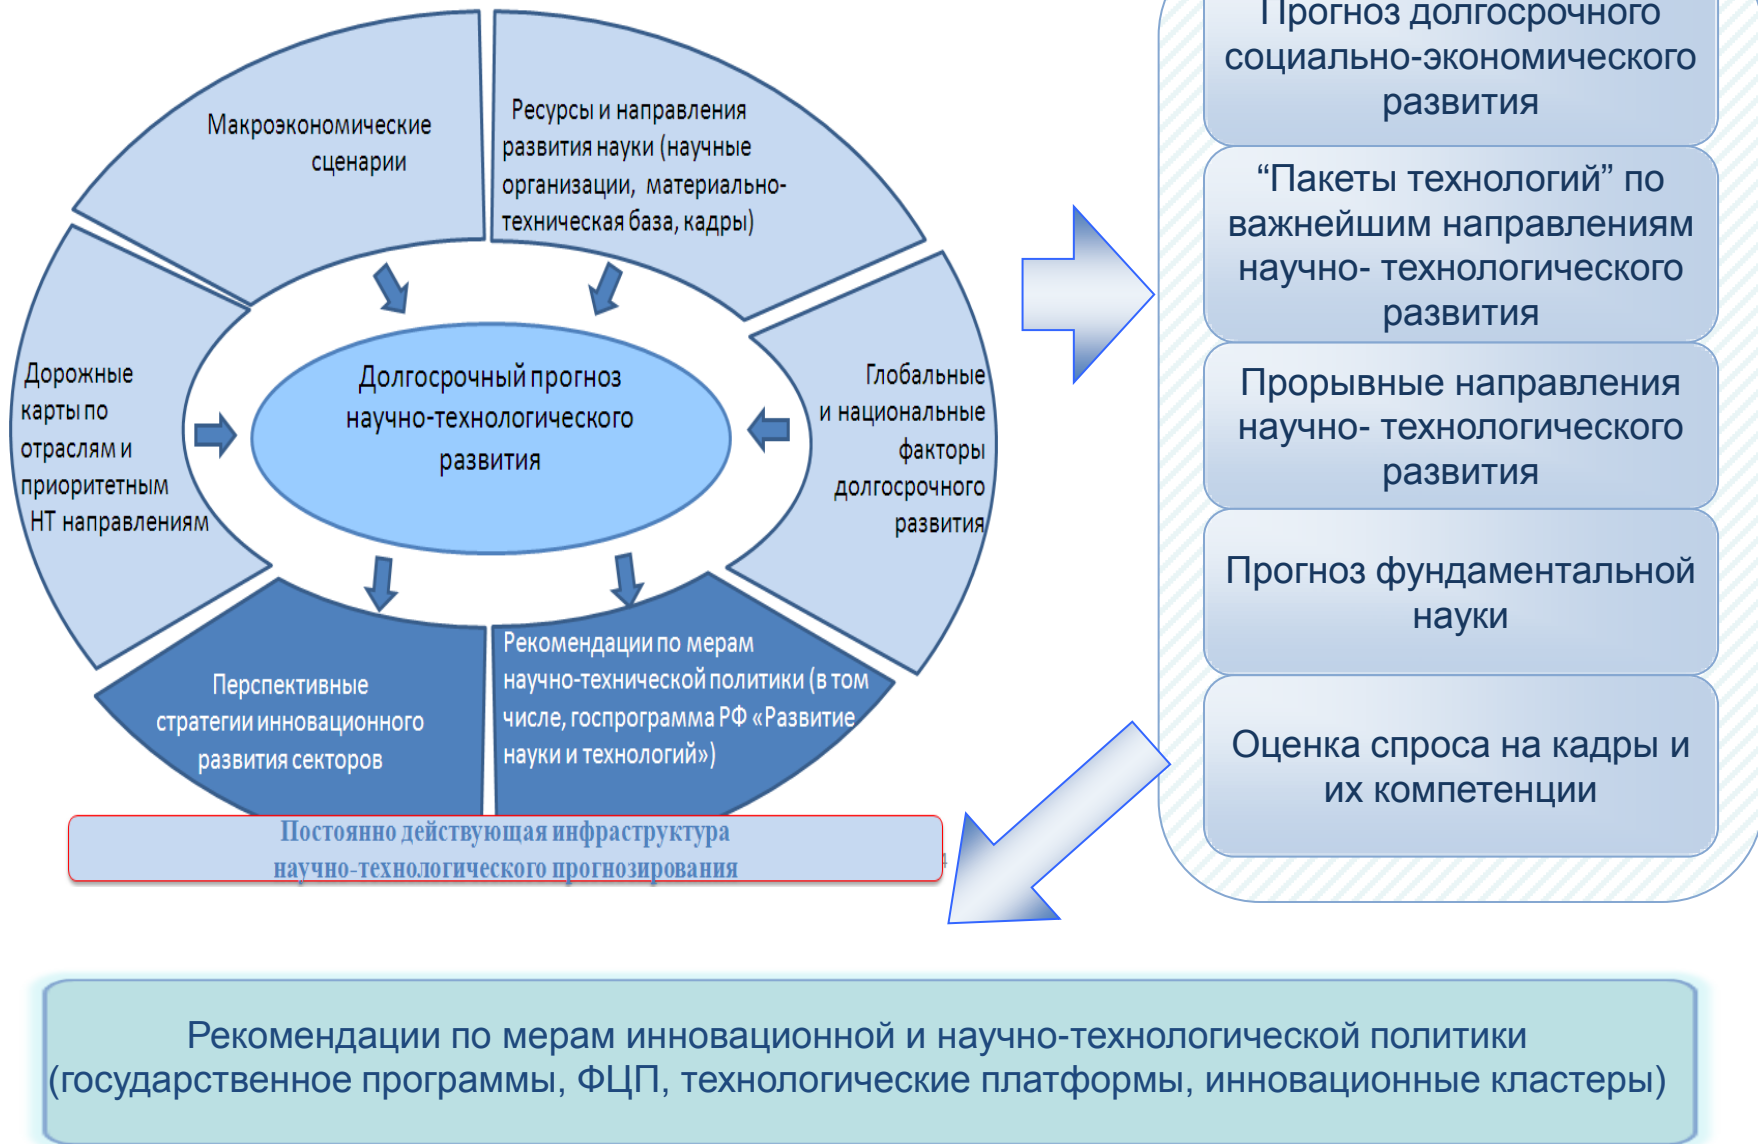 Макроэкономические
сценарии
Ресурсы и направления
развития науки (научные
организации, материально-
техническая база, кадры)
Дорожные
карты по
отраслям и
приоритетным
НТ направлениям
Долгосрочный прогноз
научно-технологического
развития
Глобальные
и национальные
факторы
долгосрочного
развития
Перспективные
стратегии инновационного
развития секторов
Рекомендации по мерам
научно-технической политики (в том
числе, госпрограмма РФ «Развитие
науки и технологий»)
Постоянно действующая инфраструктура
научно-технологического прогнозирования
4
Прогноз долгосрочного
социально-экономического
развития
“Пакеты технологий” по
важнейшим направлениям
научно- технологического
развития
Прорывные направления
научно- технологического
развития
Прогноз фундаментальной
науки
Оценка спроса на кадры и
их компетенции
Рекомендации по мерам инновационной и научно-технологической политики
(государственное программы, ФЦП, технологические платформы, инновационные кластеры)